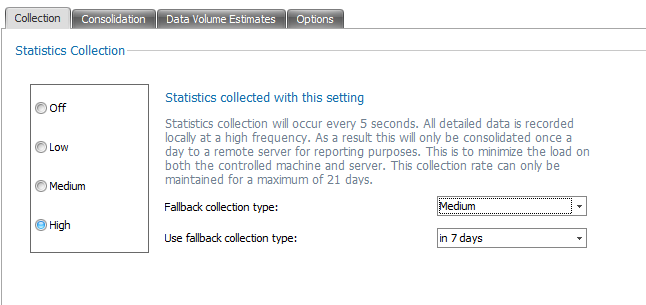 Collection Consolidation Data Volume Estimates Options
Statistics Collection
Off
Low
Medium
High
Statistics collected with this setting
Statistics collection will occur every 5 seconds. All detailed data is recorded
locally at a high frequency. As a result this will only be consolidated once a
day to a remote server for reporting purposes. This is to minimize the load on
both the controlled machine and server. This collection rate can only be
maintained for a maximum of 21 days.
Fallback collection type: Medium
Use fallback collection type: in 7 days